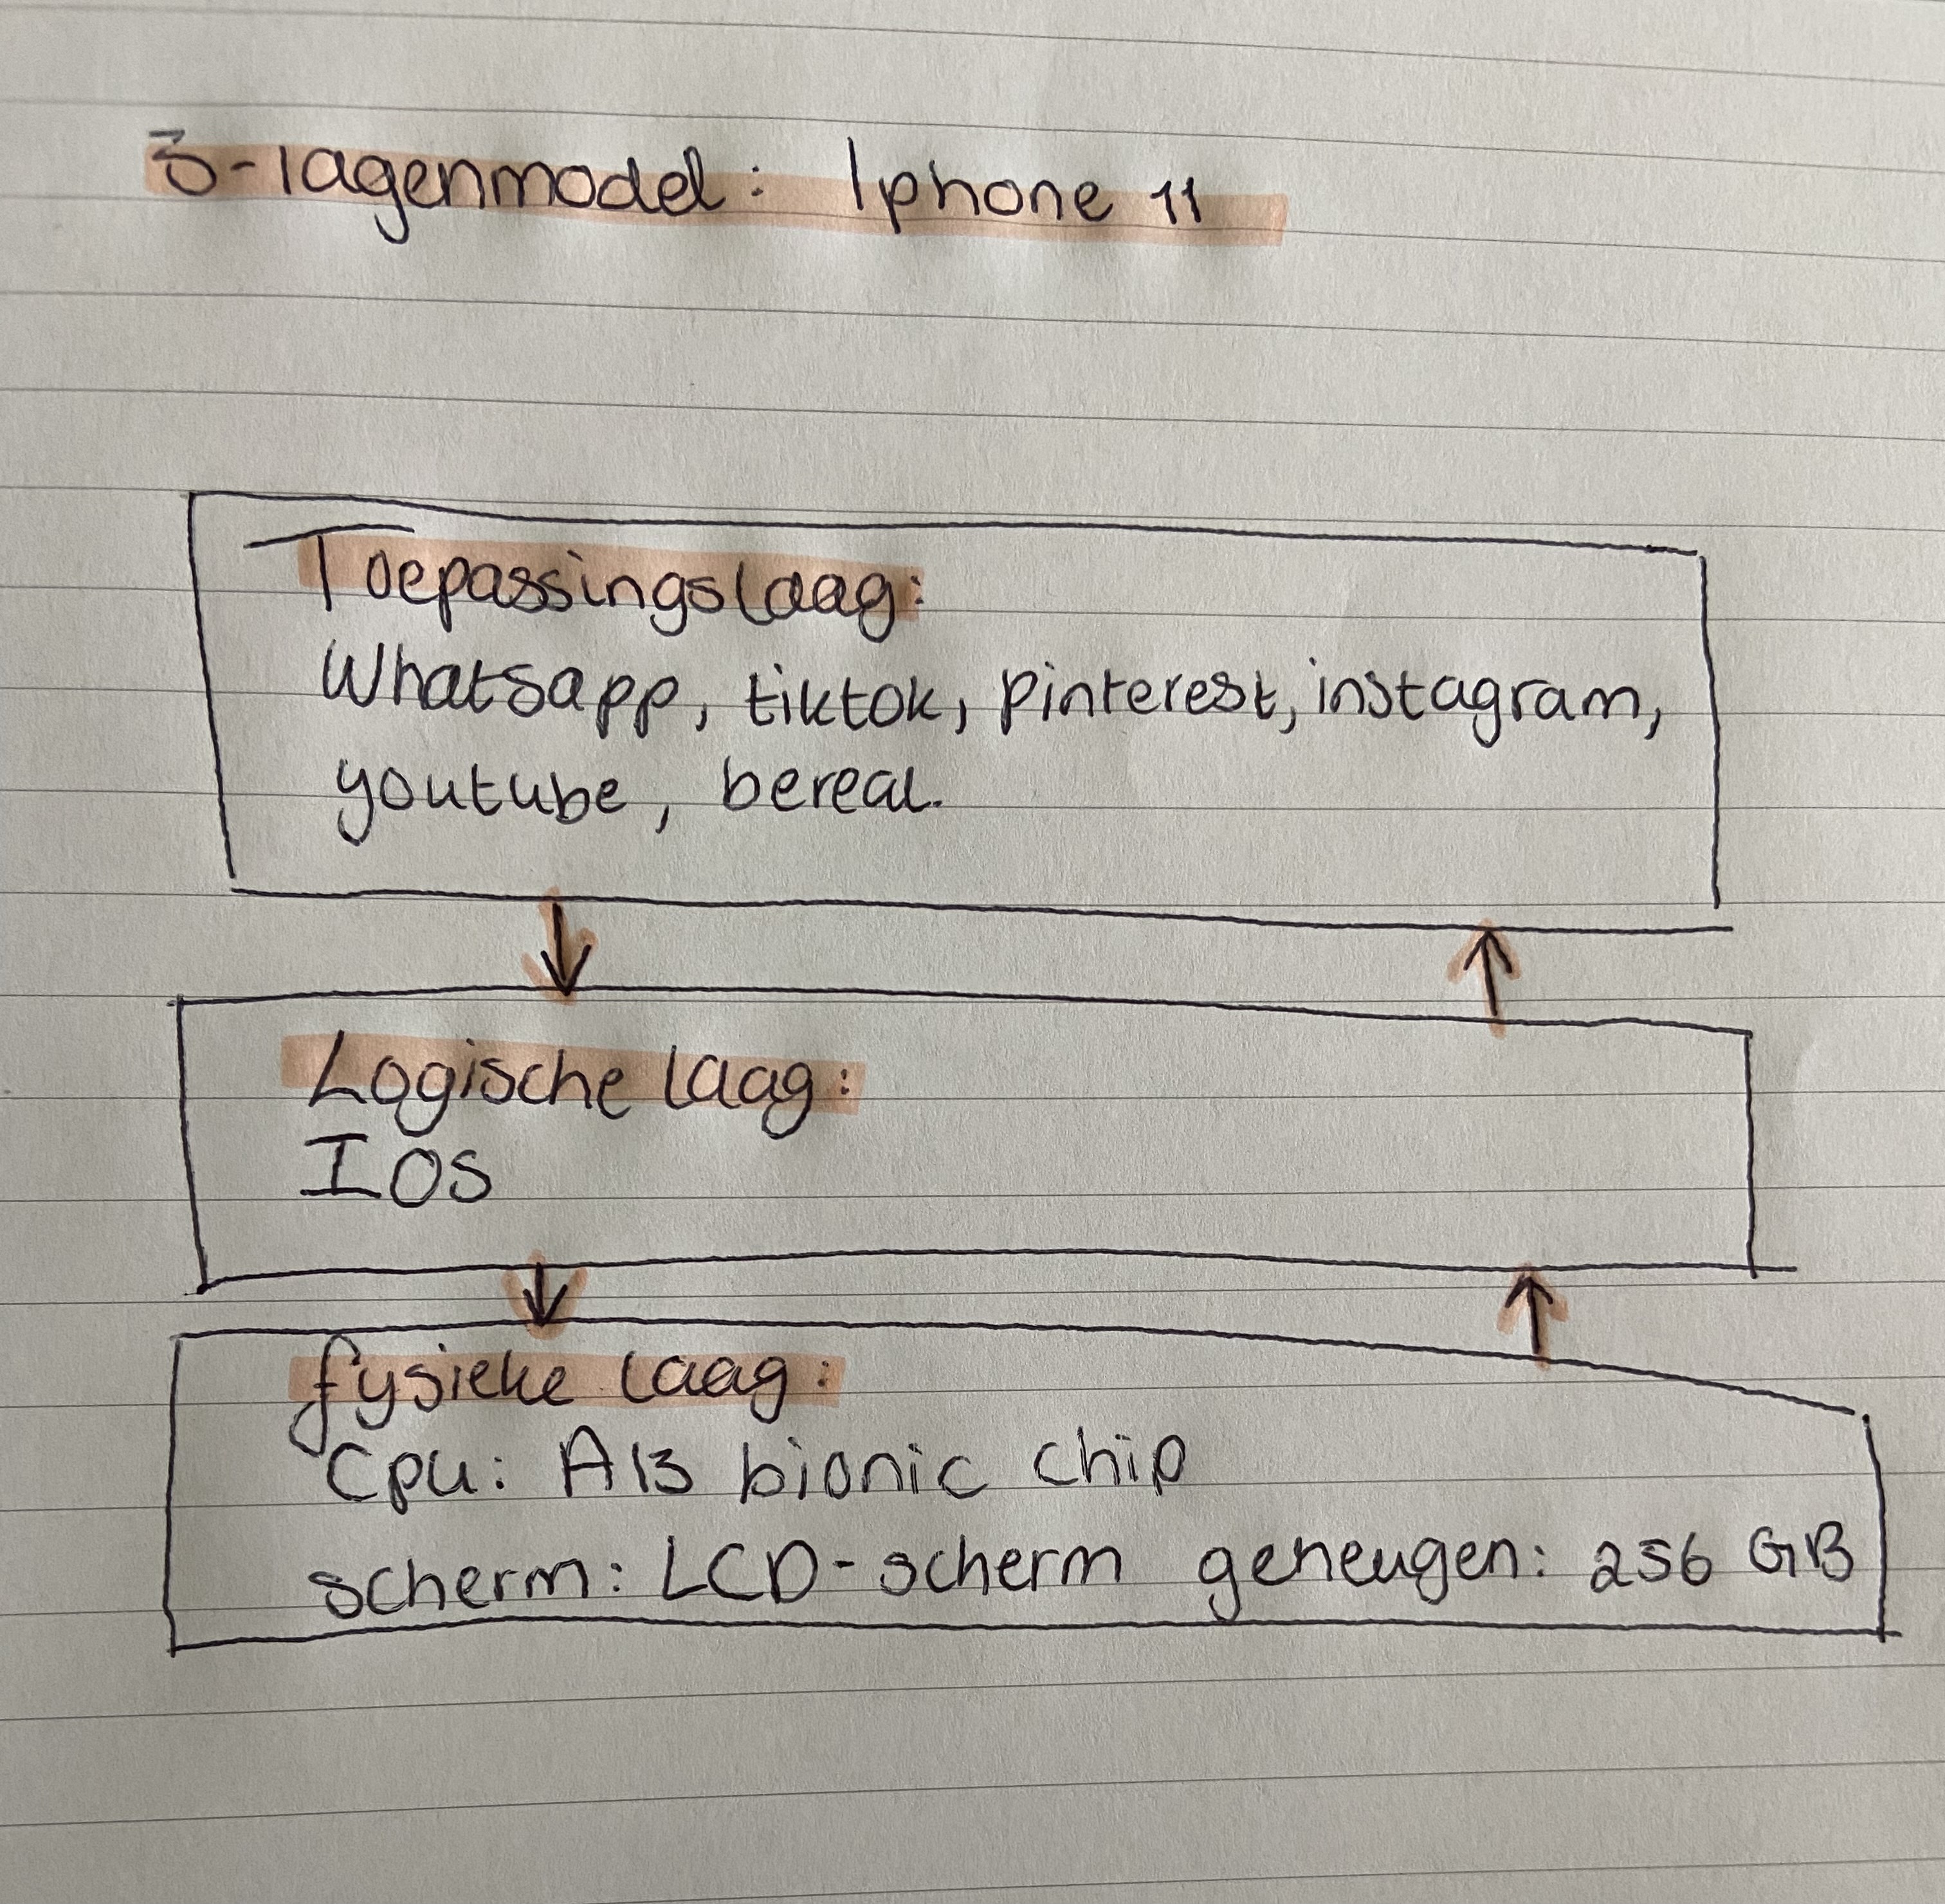 3-lagenmodel: Iphone 11
Toepassingslaag:
Whatsapp, tiktok, pinterest, instagram,
youtube, bereal.
Logische laag:
IOS
fysieke laag:
Cpu: A13 bionic chip
scherm: LCD-scherm geheugen: 256 GB